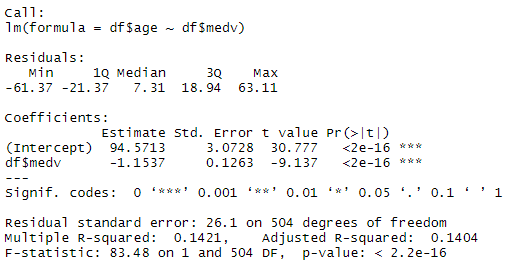 Call:
lm(formula = df$age ~ df$medv)
Residuals:
Min 1Q Median 3Q Max
-61.37 -21.37 7.31 18.94 63.11
Coefficients:
Estimate Std. Error t value Pr(>|t|)
(Intercept) 94.5713 3.0728 30.777 <2e-16 ***
df$medv -1.1537 0.1263 -9.137 <2e-16 ***
---
Signif. codes: 0 ‘***’ 0.001 ‘**’ 0.01 ‘*’ 0.05 ‘.’ 0.1 ‘ ’ 1
Residual standard error: 26.1 on 504 degrees of freedom
Multiple R-squared: 0.1421, Adjusted R-squared: 0.1404
F-statistic: 83.48 on 1 and 504 DF, p-value: < 2.2e-16